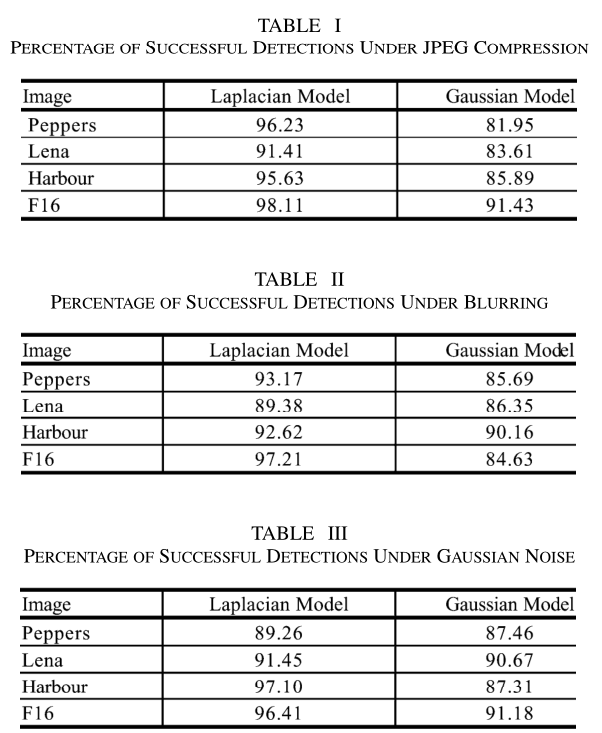 TABLE I
PERCENTAGE OF SUCCESSFUL DETECTIONS UNDER JPEG COMPRESSION
Image Laplacian Model Gaussian Model
Peppers 96.23 81.95
Lena 91.41 83.61
Harbour 95.63 85.89
F16 98.11 91.43
TABLE II
PERCENTAGE OF SUCCESSFUL DETECTIONS UNDER BLURRING
Image Laplacian Model Gaussian Model
Peppers 93.17 85.69
Lena 89.38 86.35
Harbour 92.62 90.16
F16 97.21 84.63
TABLE III
PERCENTAGE OF SUCCESSFUL DETECTIONS UNDER GAUSSIAN NOISE
Image Laplacian Model Gaussian Model
Peppers 89.26 87.46
Lena 91.45 90.67
Harbour 97.10 87.31
F16 96.41 91.18